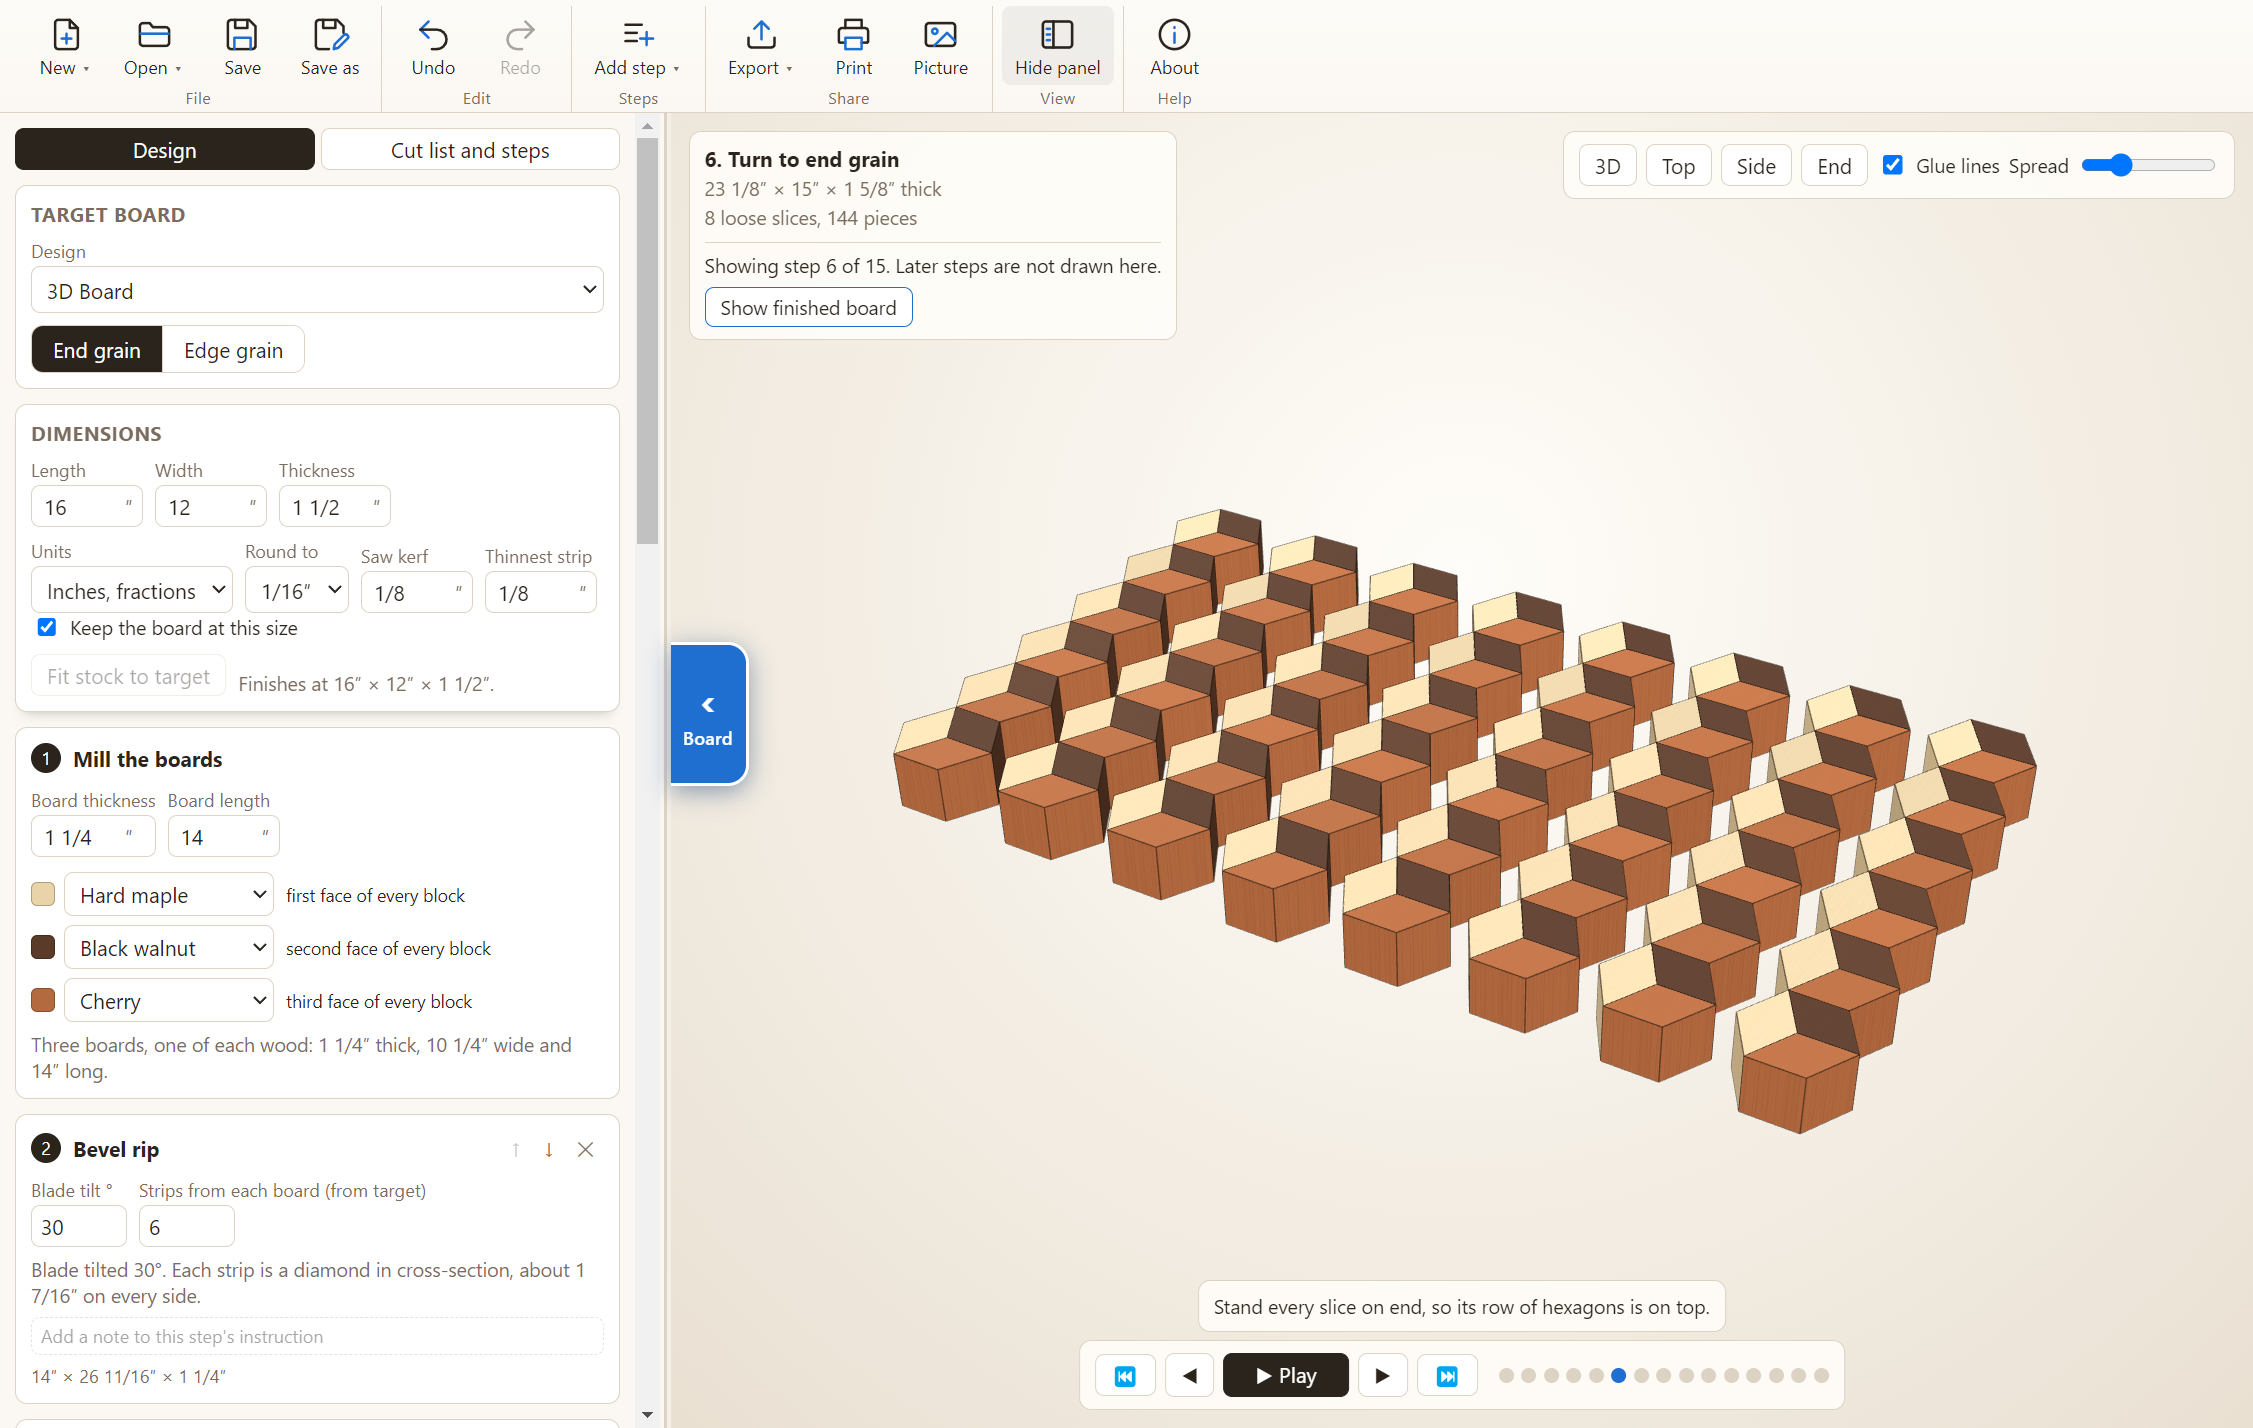 New
Open
Save
Save as
File
Undo
Redo
Edit
Add step
Steps
Export
Print
Picture
Share
Hide panel
View
About
Help
Design
Cut list and steps
TARGET BOARD
Design
3D Board
End grain
Edge grain
DIMENSIONS
Length
Width
Thickness
16 ″
12 ″
1 1/2 ″
Units
Round to
Saw kerf
Thinnest strip
Inches, fractions
1/16″
1/8 ″
1/8 ″
Keep the board at this size
Fit stock to target
Finishes at 16″ × 12″ × 1 1/2″.
1 Mill the boards
Board thickness
Board length
1 1/4 ″
14 ″
Hard maple
first face of every block
Black walnut
second face of every block
Cherry
third face of every block
Three boards, one of each wood: 1 1/4″ thick, 10 1/4″ wide and
14″ long.
2 Bevel rip
Blade tilt °
Strips from each board (from target)
30
6
Blade tilted 30°. Each strip is a diamond in cross-section, about 1
7/16″ on every side.
Add a note to this step's instruction
14″ × 26 11/16″ × 1 1/4″
6. Turn to end grain
23 1/8″ × 15″ × 1 5/8″ thick
8 loose slices, 144 pieces
Showing step 6 of 15. Later steps are not drawn here.
Show finished board
3D
Top
Side
End
Glue lines
Spread
Board
Stand every slice on end, so its row of hexagons is on top.
Play